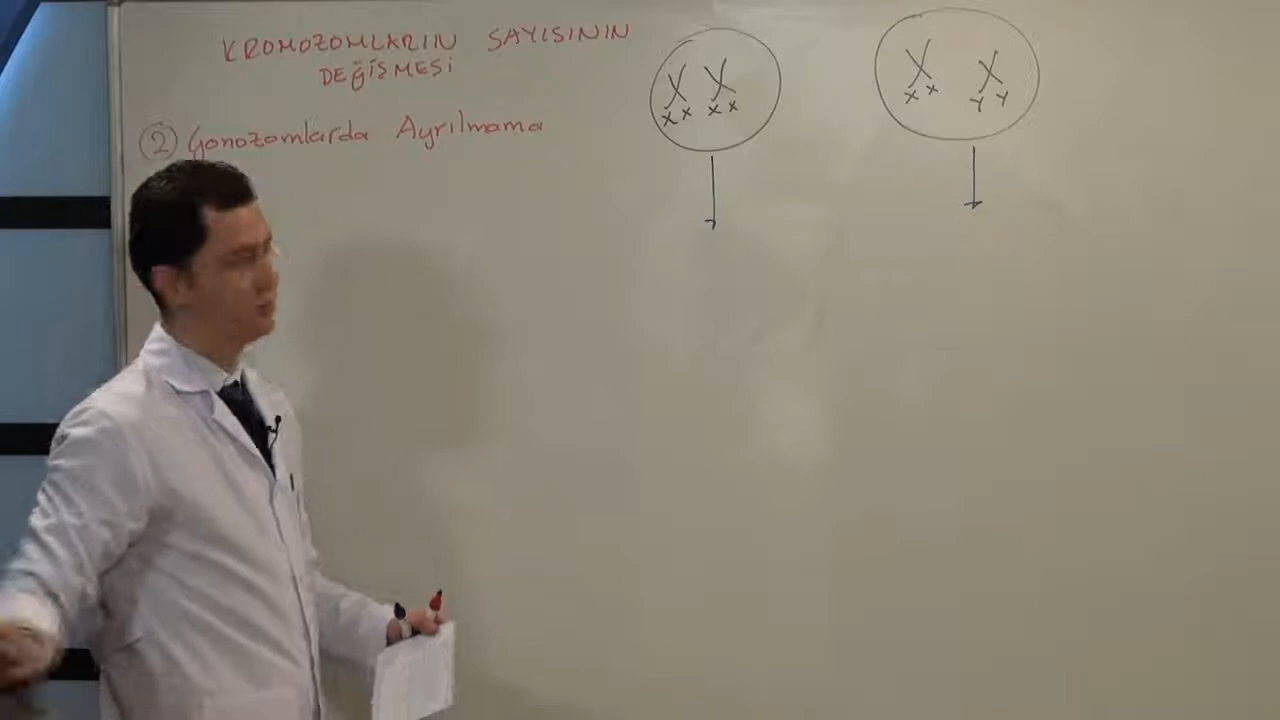 KROMOZOMLARIN SAYISININ
DEĞİŞMESİ
② Gonozomlarda Ayrılmama
X X X X
X X Y Y